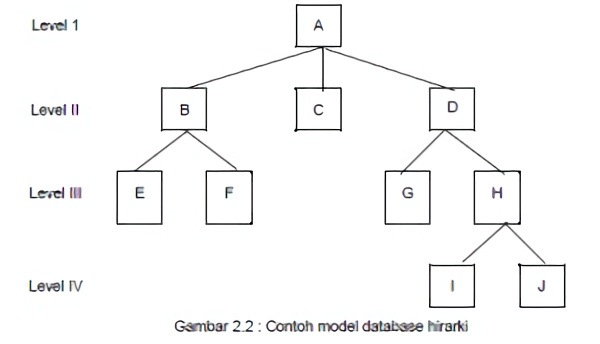 Level 1 A
Level II B C D
Level III E F G H
Level IV I J
Gambar 2.2 : Contoh model database hirarki